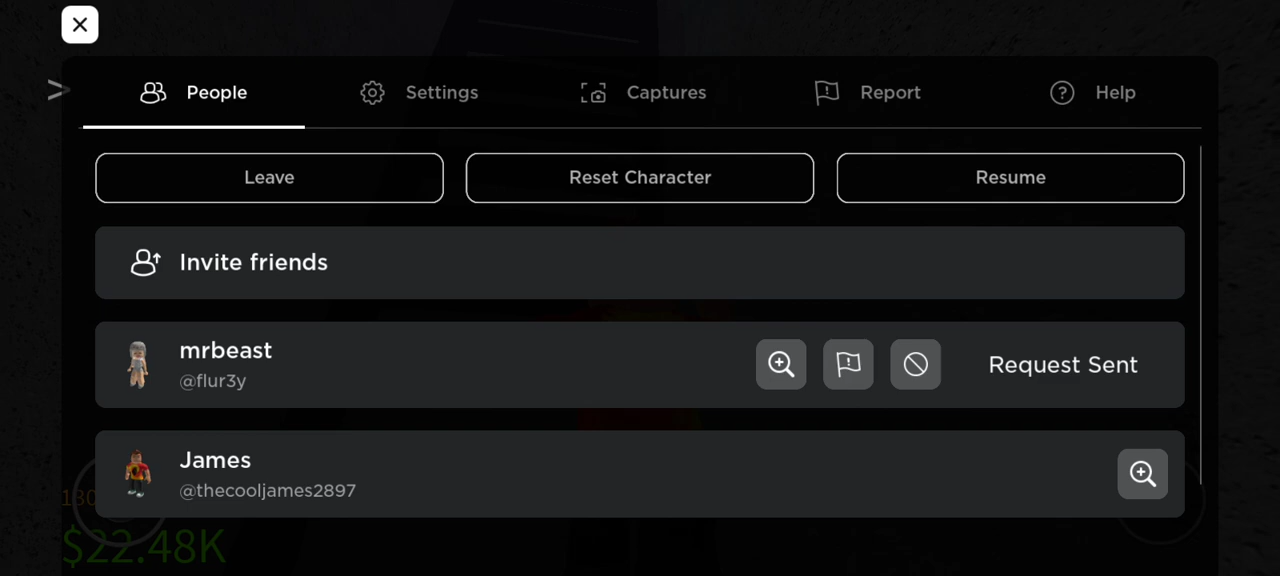 People
Settings
Captures
Report
Help
Leave
Reset Character
Resume
Invite friends
mrbeast
@flur3y
Request Sent
James
@thecooljames2897
$22.48K